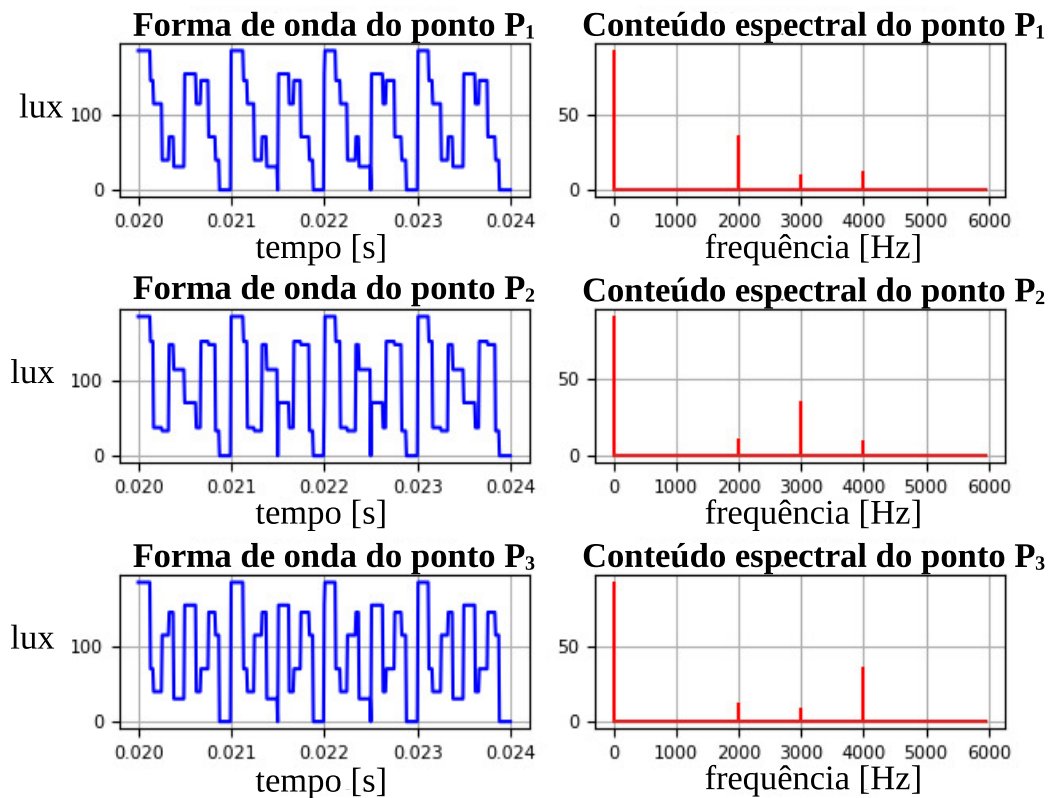 Forma de onda do ponto P₁
Conteúdo espectral do ponto P₁
lux
100
0
0.020 0.021 0.022 0.023 0.024
tempo [s]
50
0
0 1000 2000 3000 4000 5000 6000
frequência [Hz]
Forma de onda do ponto P₂
Conteúdo espectral do ponto P₂
lux
100
0
0.020 0.021 0.022 0.023 0.024
tempo [s]
50
0
0 1000 2000 3000 4000 5000 6000
frequência [Hz]
Forma de onda do ponto P₃
Conteúdo espectral do ponto P₃
lux
100
0
0.020 0.021 0.022 0.023 0.024
tempo [s]
50
0
0 1000 2000 3000 4000 5000 6000
frequência [Hz]